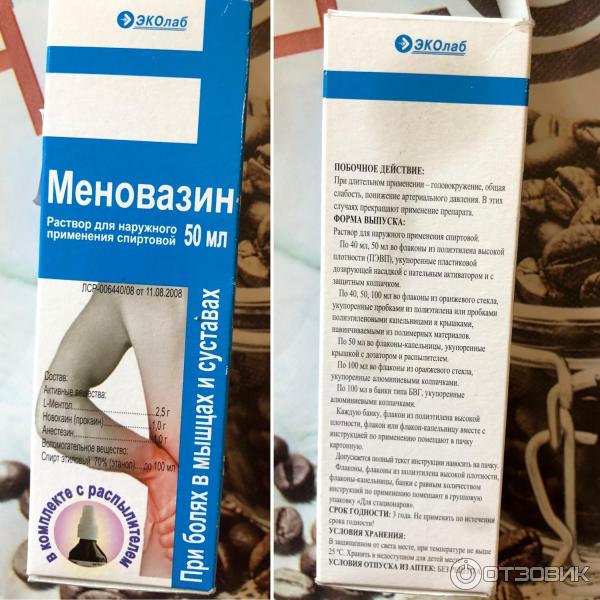 ЭКОлаб
Меновазин
Раствор для наружного
применения спиртовой 50 мл
ЛСР-006440/08 от 11.08.2008
Состав:
Активные вещества:
L-Ментол..............2,5 г
Новокаин (прокаин)......1,0 г
Анестезин..............1,0 г
Вспомогательное вещество:
Спирт этиловый 70% (этанол).....до 100 мл
При болях в мышцах и суставах
в комплекте с распылителем
ЭКОлаб
ПОБОЧНОЕ ДЕЙСТВИЕ:
При длительном применении – головокружение, общая
слабость, понижение артериального давления. В этих
случаях прекращают применение препарата.
ФОРМА ВЫПУСКА:
Раствор для наружного применения спиртовой.
По 40 мл, 50 мл во флаконы из полиэтилена высокой
плотности (ПЭВП), укупоренные пластиковой
дозирующей насадкой с нательным активатором и с
защитным колпачком.
По 40, 50, 100 мл во флаконы из оранжевого стекла,
укупоренные пробками из полиэтилена или пробками
полиэтиленовыми капельницами и крышками,
навинчиваемыми из полимерных материалов.
По 50 мл во флаконы-капельницы, укупоренные
крышкой с дозатором и распылителем.
По 100 мл во флаконы из оранжевого стекла,
укупоренные алюминиевыми колпачками.
По 100 мл в банки типа БВГ, укупоренные
алюминиевыми колпачками.
Каждую банку, флакон из полиэтилена высокой
плотности, флакон или флакон-капельницу вместе с
инструкцией по применению помещают в пачку
картонную.
Допускается полный текст инструкции наносить на пачку.
Флаконы, флаконы из полиэтилена высокой плотности,
флаконы-капельницы, банки с равным количеством
инструкций по применению помещают в групповую
упаковку «Для стационаров».
СРОК ГОДНОСТИ: 3 года. Не применять по истечении
срока годности!
УСЛОВИЯ ХРАНЕНИЯ:
В защищенном от света месте, при температуре не выше
25 °С. Хранить в недоступном для детей месте!
УСЛОВИЯ ОТПУСКА ИЗ АПТЕК:
ОТЗОВИК